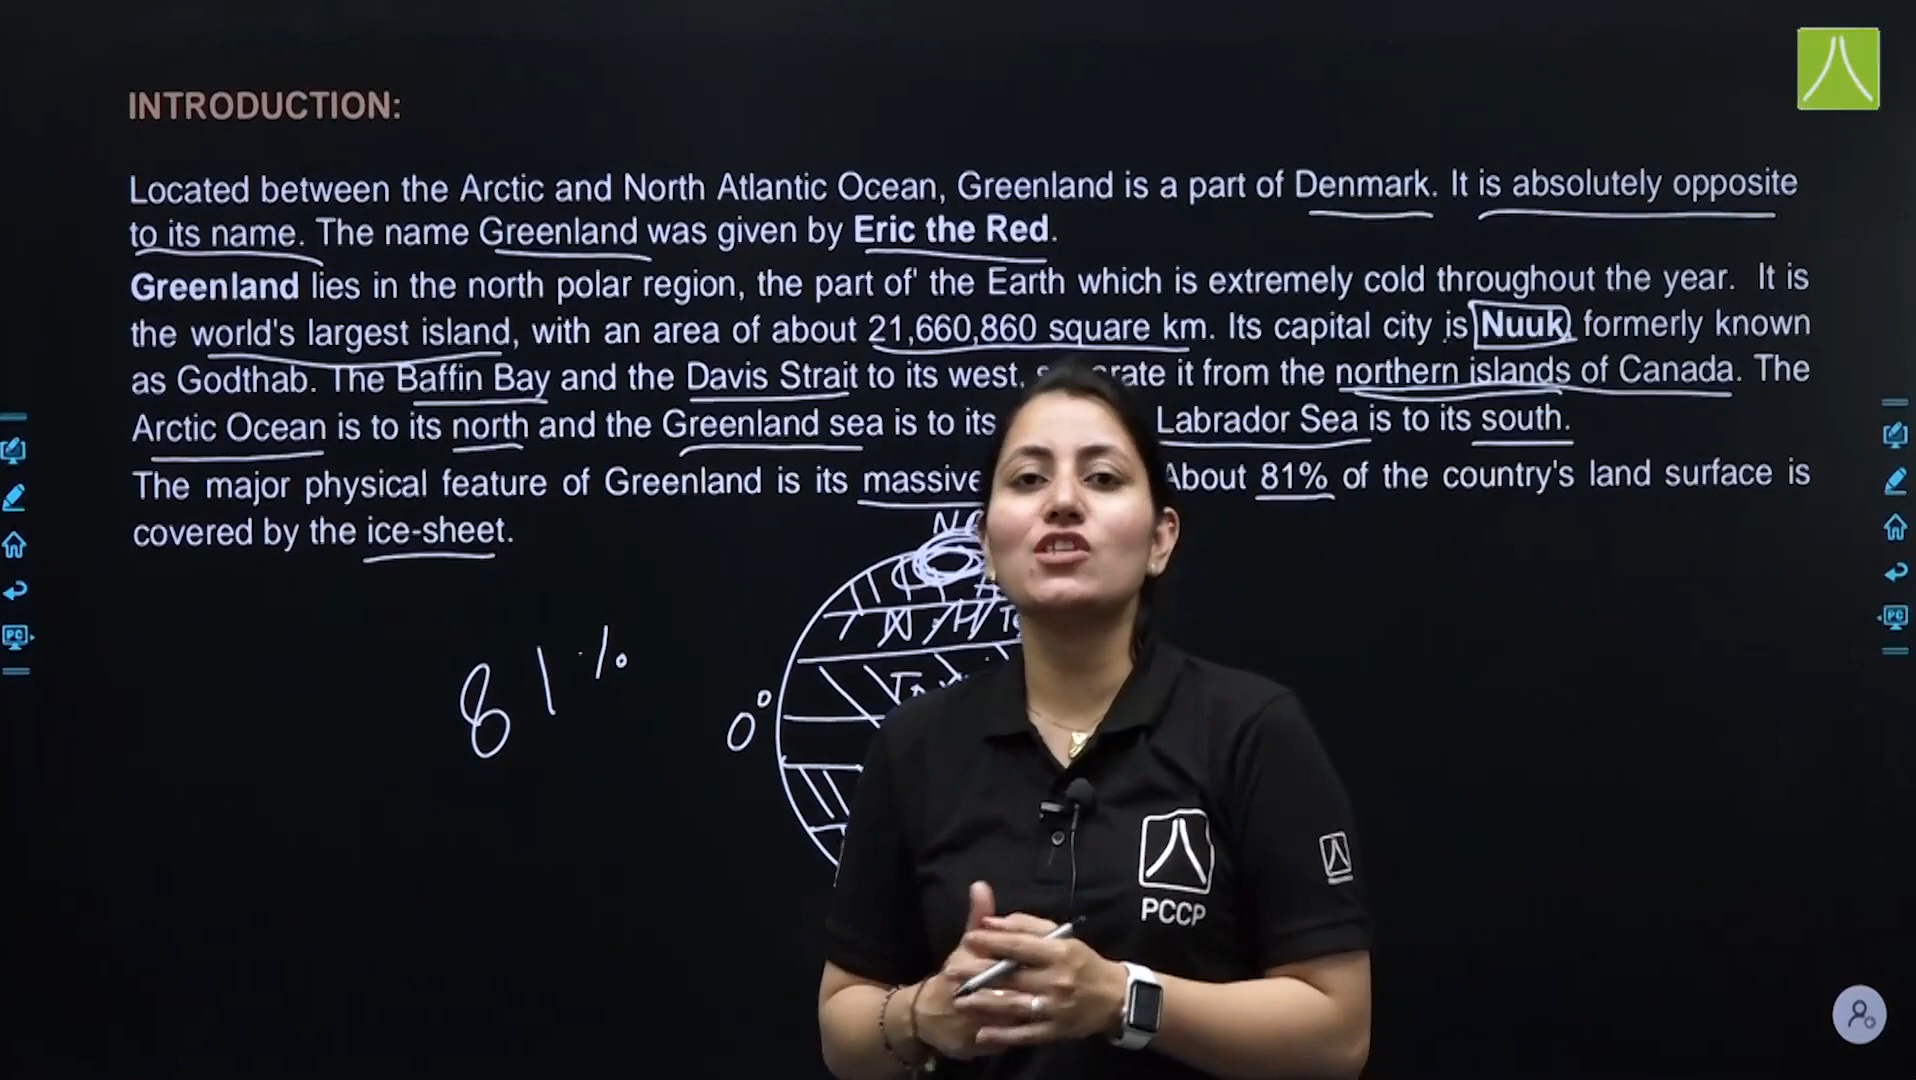 INTRODUCTION:
Located between the Arctic and North Atlantic Ocean, Greenland is a part of Denmark. It is absolutely opposite
to its name. The name Greenland was given by Eric the Red.
Greenland lies in the north polar region, the part of' the Earth which is extremely cold throughout the year. It is
the world's largest island, with an area of about 21,660,860 square km. Its capital city is Nuuk formerly known
as Godthab. The Baffin Bay and the Davis Strait to its west, it from the northern islands of Canada. The
Arctic Ocean is to its north and the Greenland sea is to its Labrador Sea is to its south.
The major physical feature of Greenland is its massive About 81% of the country's land surface is
covered by the ice-sheet.
81%
0°
PCCP
PC
PC